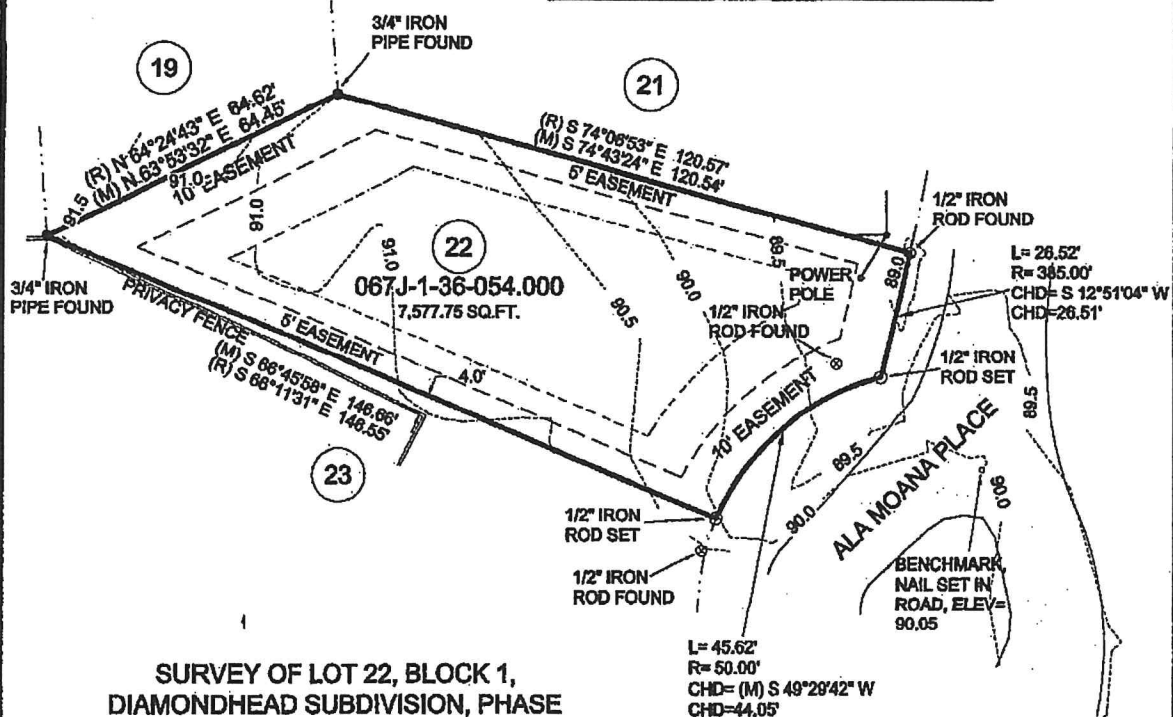 3/4" IRON
PIPE FOUND
19
21
(R) N 64°24'43" E 64.62'
(M) N 63°53'32" E 64.45'
10' EASEMENT
91.0
91.5
91.0
(R) S 74°06'53" E 120.57'
(M) S 74°43'24" E 120.54'
5' EASEMENT
1/2" IRON
ROD FOUND
L= 26.52'
R= 385.00'
CHD= S 12°51'04" W
CHD=26.51'
89.0
89.5
POWER
POLE
90.0
90.5
91.0
22
067J-1-36-054.000
7,577.75 SQ.FT.
3/4" IRON
PIPE FOUND
PRIVACY FENCE
5' EASEMENT
(M) S 66°45'58" E 146.66'
(R) S 66°11'31" E 146.55'
4.0'
1/2" IRON
ROD FOUND
1/2" IRON
ROD SET
10' EASEMENT
23
89.5
89.5
90.0
90.0
ALA MOANA PLACE
1/2" IRON
ROD SET
1/2" IRON
ROD FOUND
BENCHMARK,
NAIL SET IN
ROAD, ELEV=
90.05
L= 45.62'
R= 50.00'
CHD= (M) S 49°29'42" W
CHD=44.05'
SURVEY OF LOT 22, BLOCK 1,
DIAMONDHEAD SUBDIVISION, PHASE